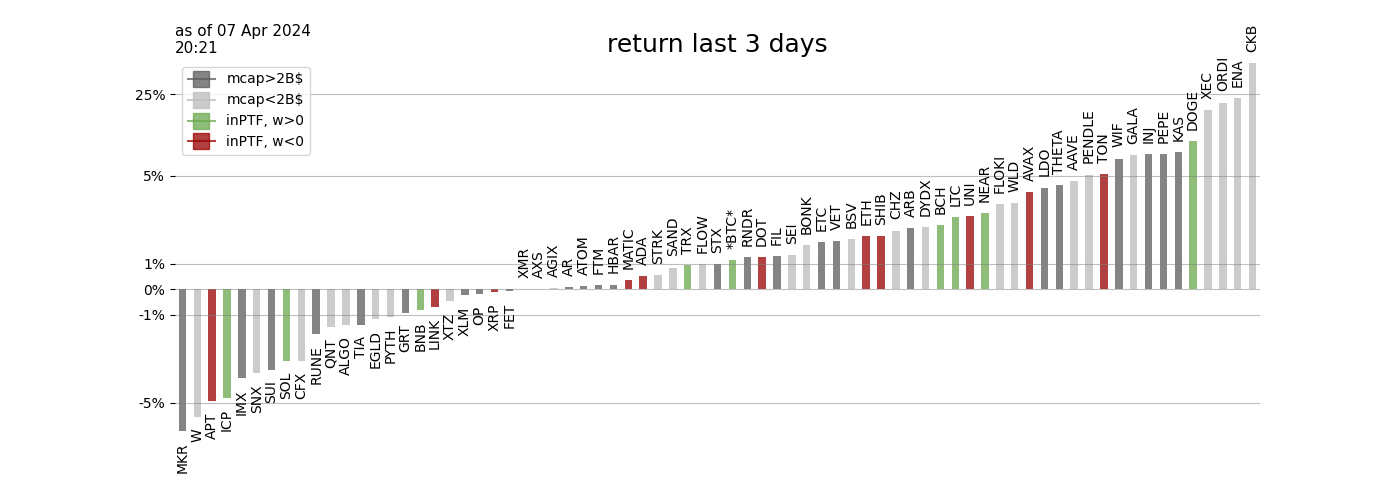 as of 07 Apr 2024
20:21
return last 3 days
mcap>2B$
mcap<2B$
inPTF, w>0
inPTF, w<0
25%
5%
1%
0%
-1%
-5%
MKR
W
APT
ICP
IMX
SNX
SUI
SOL
CFX
RUNE
QNT
ALGO
TIA
EGLD
PYTH
GRT
BNB
LINK
XTZ
XLM
OP
XRP
FET
XMR
AXS
AGIX
AR
ATOM
FTM
HBAR
MATIC
ADA
STRK
SAND
TRX
FLOW
STX
*BTC*
RNDR
DOT
FIL
SEI
BONK
ETC
VET
BSV
ETH
SHIB
CHZ
ARB
DYDX
BCH
LTC
UNI
NEAR
FLOKI
WLD
AVAX
LDO
THETA
AAVE
PENDLE
TON
WIF
GALA
INJ
PEPE
KAS
DOGE
XEC
ORDI
ENA
CKB